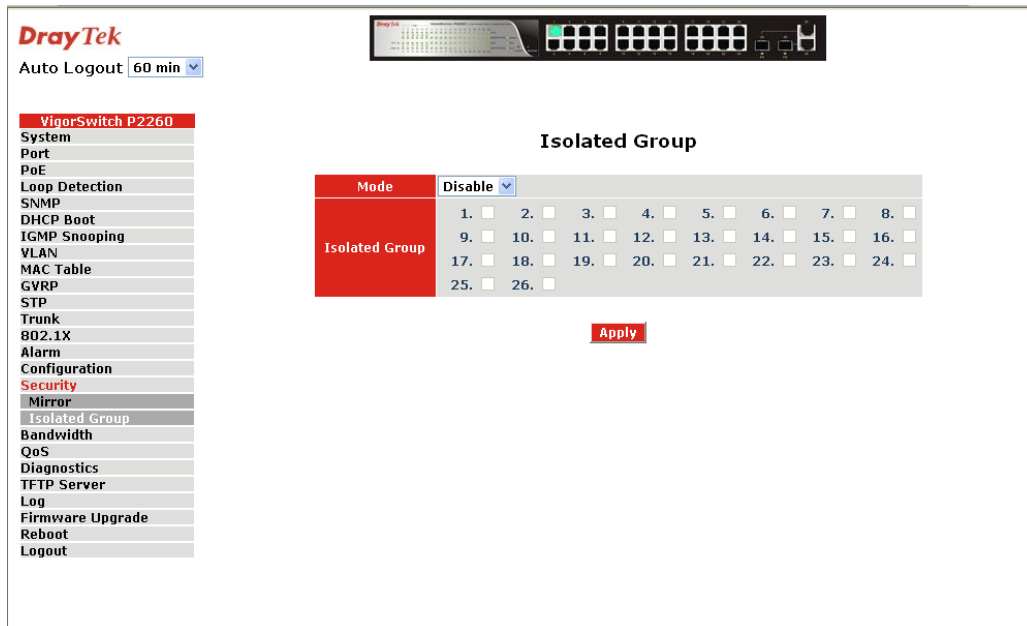 DrayTek
Auto Logout 60 min
VigorSwitch P2260
System
Port
PoE
Loop Detection
SNMP
DHCP Boot
IGMP Snooping
VLAN
MAC Table
GVRP
STP
Trunk
802.1X
Alarm
Configuration
Security
Mirror
Isolated Group
Bandwidth
QoS
Diagnostics
TFTP Server
Log
Firmware Upgrade
Reboot
Logout
Isolated Group
Mode Disable
Isolated Group
1. 2. 3. 4. 5. 6. 7. 8.
9. 10. 11. 12. 13. 14. 15. 16.
17. 18. 19. 20. 21. 22. 23. 24.
25. 26.
Apply